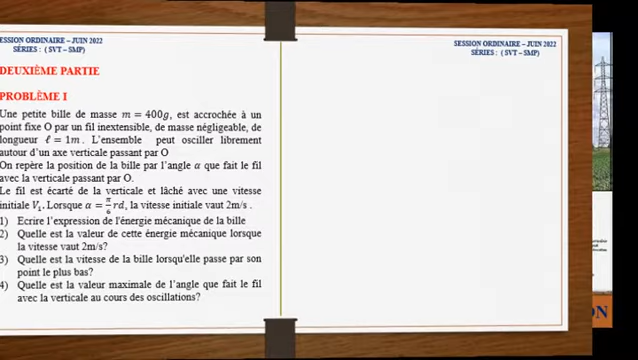 ESSION ORDINAIRE – JUIN 2022
SÉRIES : ( SVT – SMP)
DEUXIÈME PARTIE
PROBLÈME I
Une petite bille de masse m = 400g, est accrochée à un
point fixe O par un fil inextensible, de masse négligeable, de
longueur ℓ = 1m. L'ensemble peut osciller librement
autour d'un axe verticale passant par O
On repère la position de la bille par l'angle α que fait le fil
avec la verticale passant par O.
Le fil est écarté de la verticale et lâché avec une vitesse
initiale V₁. Lorsque α = π/6 rd, la vitesse initiale vaut 2m/s .
1) Ecrire l'expression de l'énergie mécanique de la bille
2) Quelle est la valeur de cette énergie mécanique lorsque
la vitesse vaut 2m/s?
3) Quelle est la vitesse de la bille lorsqu'elle passe par son
point le plus bas?
4) Quelle est la valeur maximale de l'angle que fait le fil
avec la verticale au cours des oscillations?
SESSION ORDINAIRE – JUIN 2022
SÉRIES : ( SVT – SMP)
ON